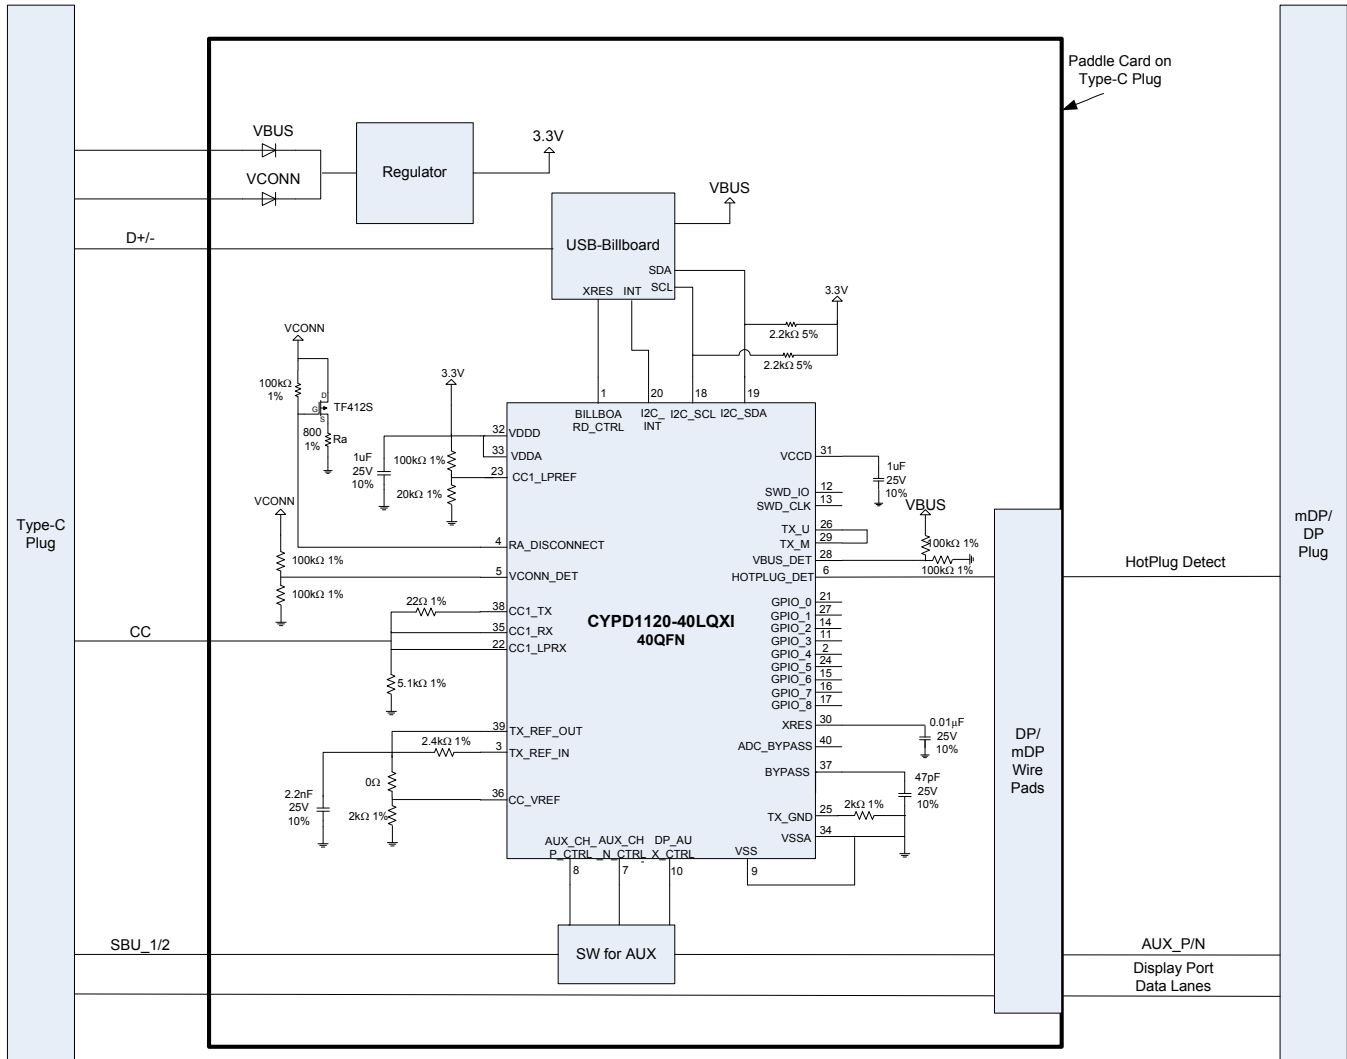 Paddle Card on
Type-C Plug
VBUS
VCONN
Regulator
3.3V
D+/-
USB-Billboard
VBUS
SDA
SCL
XRES
INT
3.3V
2.2kΩ 5%
2.2kΩ 5%
VCONN
100kΩ
1%
D
G
S
TF412S
800
1%
Ra
3.3V
1uF
25V
10%
100kΩ 1%
20kΩ 1%
VCONN
100kΩ 1%
100kΩ 1%
Type-C
Plug
CC
22Ω 1%
5.1kΩ 1%
2.4kΩ 1%
0Ω
2kΩ 1%
2.2nF
25V
10%
1
20
18
19
BILLBOA
RD_CTRL
I2C_
INT
I2C_SCL
I2C_SDA
32
VDDD
33
VDDA
23
CC1_LPREF
4
RA_DISCONNECT
5
VCONN_DET
38
CC1_TX
35
CC1_RX
22
CC1_LPRX
39
TX_REF_OUT
3
TX_REF_IN
36
CC_VREF
CYPD1120-40LQXI
40QFN
VCCD
31
SWD_IO
12
SWD_CLK
13
TX_U
26
TX_M
29
VBUS_DET
28
HOTPLUG_DET
6
GPIO_0
21
GPIO_1
27
GPIO_2
14
GPIO_3
11
GPIO_4
2
GPIO_5
24
GPIO_6
15
GPIO_7
16
GPIO_8
17
XRES
30
ADC_BYPASS
40
BYPASS
37
TX_GND
25
VSSA
34
AUX_CH_
P_CTRL
8
AUX_CH
_N_CTRL
7
DP_AU
X_CTRL
10
VSS
9
1uF
25V
10%
VBUS
100kΩ 1%
100kΩ 1%
0.01µF
25V
10%
47pF
25V
10%
2kΩ 1%
DP/
mDP
Wire
Pads
HotPlug Detect
mDP/
DP
Plug
SBU_1/2
SW for AUX
AUX_P/N
Display Port
Data Lanes